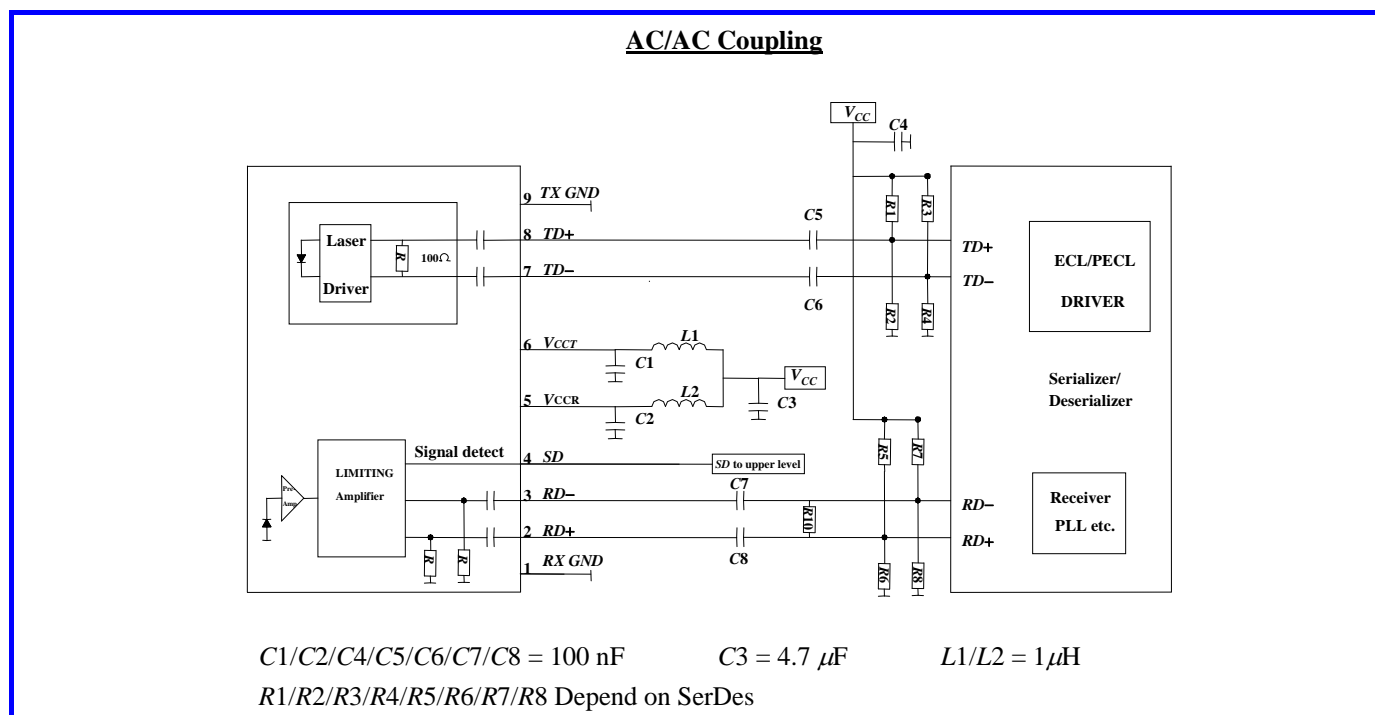 AC/AC Coupling
VCC
C4
9 TX GND
R1
R3
C5
Laser
Driver
R
100Ω
8 TD+
TD+
7 TD−
TD−
C6
ECL/PECL
DRIVER
R2
R4
6 VCCT
L1
C1
VCC
L2
5 VCCR
C2
C3
Serializer/
Deserializer
R5
R7
Signal detect
4 SD
SD to upper level
LIMITING
Amplifier
Pre
Amp
C7
3 RD−
RD−
R10
Receiver
PLL etc.
2 RD+
RD+
C8
R
R
1 RX GND
R6
R8
C1/C2/C4/C5/C6/C7/C8 = 100 nF C3 = 4.7 μF L1/L2 = 1μH
R1/R2/R3/R4/R5/R6/R7/R8 Depend on SerDes